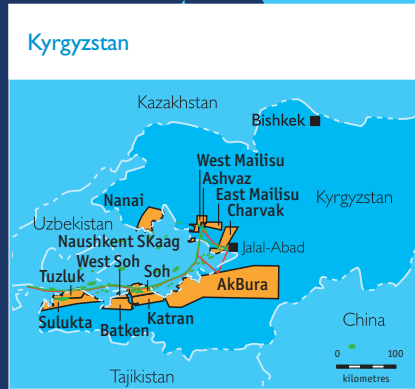 Kyrgyzstan
Kazakhstan
Bishkek
West Mailisu
Ashvaz
East Mailisu
Charvak
Nanai
Kyrgyzstan
Uzbekistan
Naushkent SKaag
Jalal-Abad
West Soh
Soh
Tuzluk
AkBura
Sulukta
Katran
Batken
China
0 100
kilometres
Tajikistan